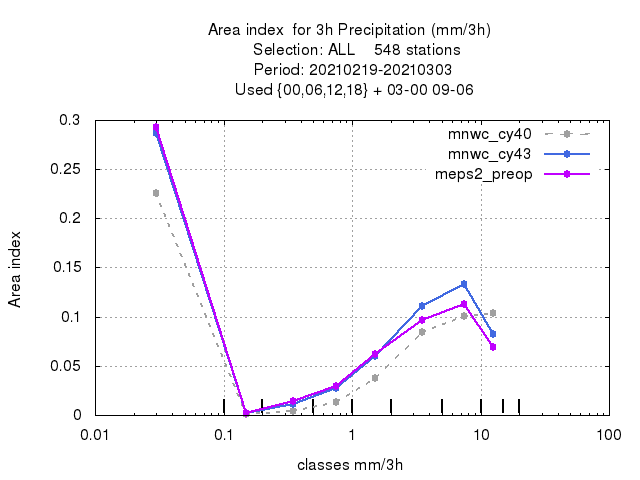 Area index  for 3h Precipitation (mm/3h)
Selection: ALL    548 stations
Period: 20210219-20210303
Used {00,06,12,18} + 03-00 09-06
mnwc_cy40
mnwc_cy43
meps2_preop
0.3
0.25
0.2
0.15
0.1
0.05
0
Area index
0.01
0.1
1
10
100
classes mm/3h